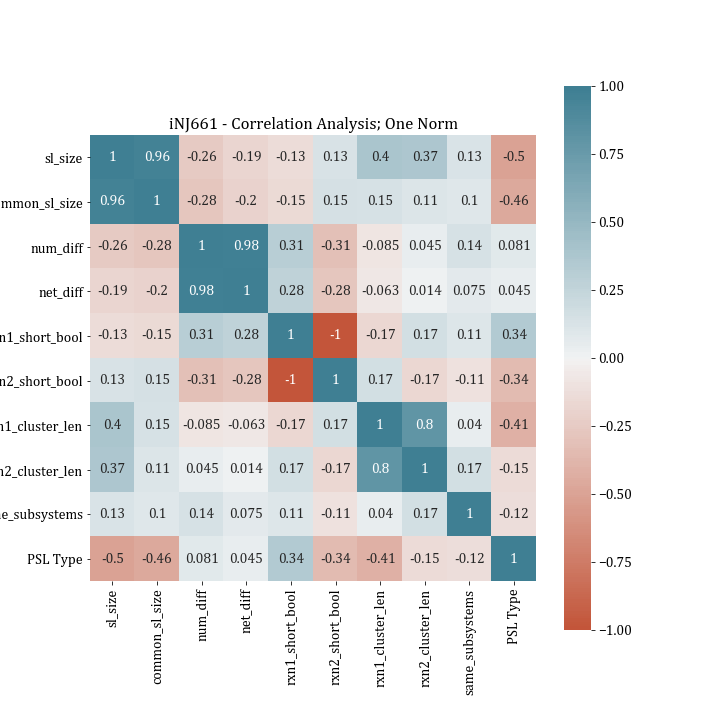 iNJ661 - Correlation Analysis; One Norm
sl_size 1 0.96 -0.26 -0.19 -0.13 0.13 0.4 0.37 0.13 -0.5
mmon_sl_size 0.96 1 -0.28 -0.2 -0.15 0.15 0.15 0.11 0.1 -0.46
num_diff -0.26 -0.28 1 0.98 0.31 -0.31 -0.085 0.045 0.14 0.081
net_diff -0.19 -0.2 0.98 1 0.28 -0.28 -0.063 0.014 0.075 0.045
n1_short_bool -0.13 -0.15 0.31 0.28 1 -1 -0.17 0.17 0.11 0.34
n2_short_bool 0.13 0.15 -0.31 -0.28 -1 1 0.17 -0.17 -0.11 -0.34
n1_cluster_len 0.4 0.15 -0.085 -0.063 -0.17 0.17 1 0.8 0.04 -0.41
n2_cluster_len 0.37 0.11 0.045 0.014 0.17 -0.17 0.8 1 0.17 -0.15
e_subsystems 0.13 0.1 0.14 0.075 0.11 -0.11 0.04 0.17 1 -0.12
PSL Type -0.5 -0.46 0.081 0.045 0.34 -0.34 -0.41 -0.15 -0.12 1
sl_size
common_sl_size
num_diff
net_diff
rxn1_short_bool
rxn2_short_bool
rxn1_cluster_len
rxn2_cluster_len
same_subsystems
PSL Type
1.00
0.75
0.50
0.25
0.00
−0.25
−0.50
−0.75
−1.00